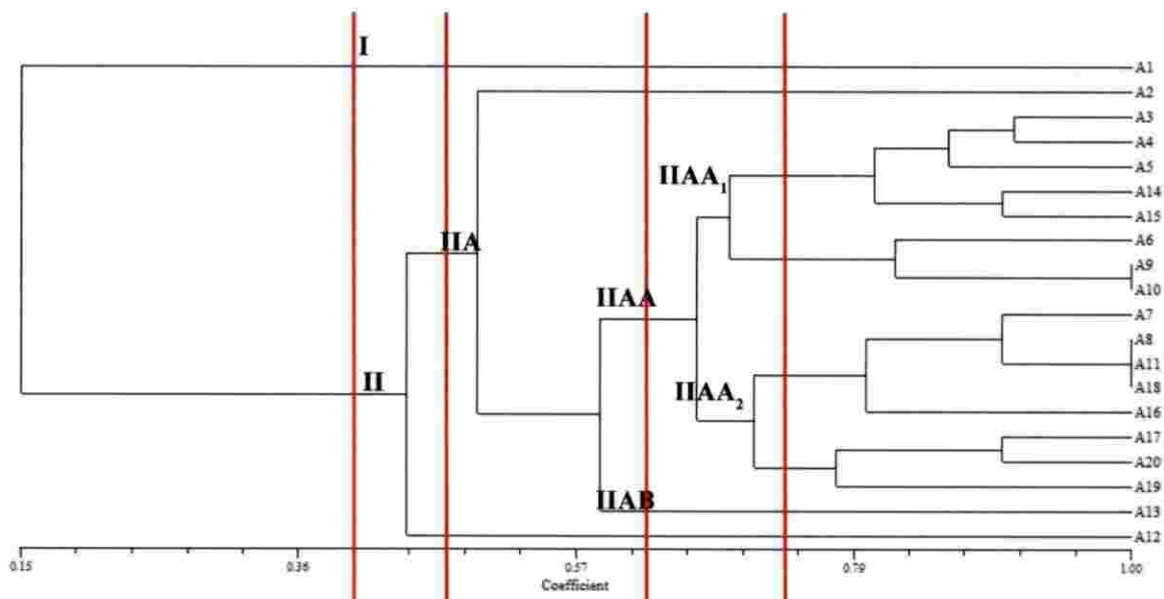 I
A1
A2
A3
A4
A5
IIAA1
A14
A15
IIA
A6
A9
A10
IIAA
A7
A8
A11
II
A18
IIAA2
A16
A17
A20
A19
IIAB
A13
A12
0.15 0.36 0.57 0.79 1.00
Coefficient